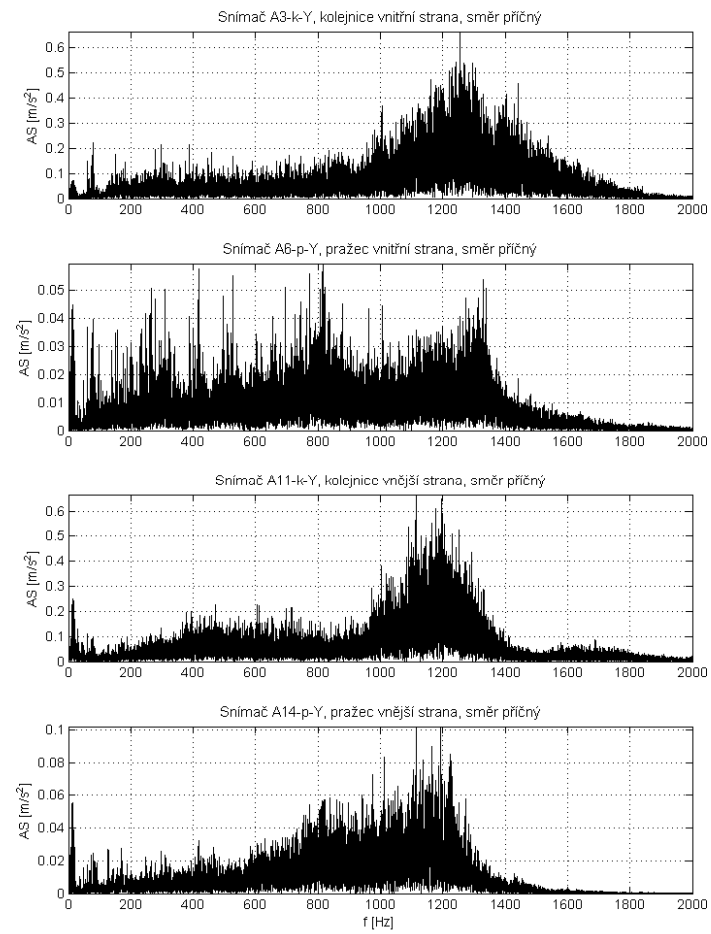 Snímač A3-k-Y, kolejnice vnitřní strana, směr příčný
AS [m/s²]
0.6
0.5
0.4
0.3
0.2
0.1
0
0 200 400 600 800 1000 1200 1400 1600 1800 2000
Snímač A6-p-Y, pražec vnitřní strana, směr příčný
AS [m/s²]
0.05
0.04
0.03
0.02
0.01
0
0 200 400 600 800 1000 1200 1400 1600 1800 2000
Snímač A11-k-Y, kolejnice vnější strana, směr příčný
AS [m/s²]
0.6
0.5
0.4
0.3
0.2
0.1
0
0 200 400 600 800 1000 1200 1400 1600 1800 2000
Snímač A14-p-Y, pražec vnější strana, směr příčný
AS [m/s²]
0.1
0.08
0.06
0.04
0.02
0
0 200 400 600 800 1000 1200 1400 1600 1800 2000
f [Hz]